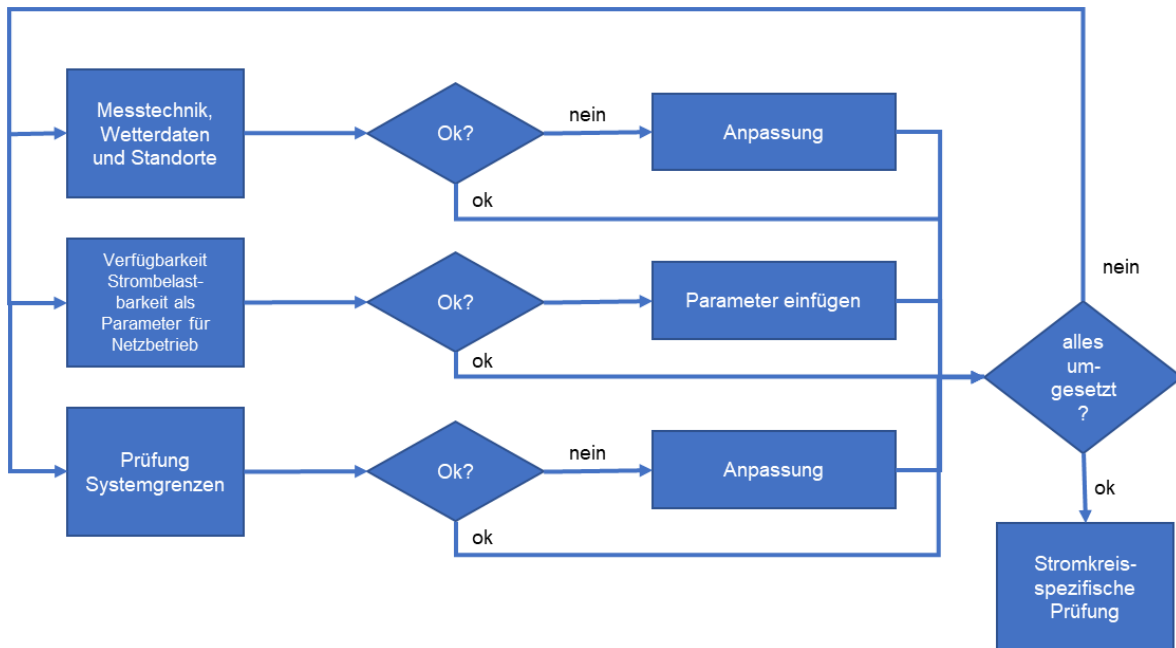 Messtechnik,
Wetterdaten
und Standorte
Ok?
nein
Anpassung
ok
Verfügbarkeit
Strombelast-
barkeit als
Parameter für
Netzbetrieb
Ok?
Parameter einfügen
ok
nein
alles
um-
gesetzt
?
Prüfung
Systemgrenzen
Ok?
nein
Anpassung
ok
ok
Stromkreis-
spezifische
Prüfung